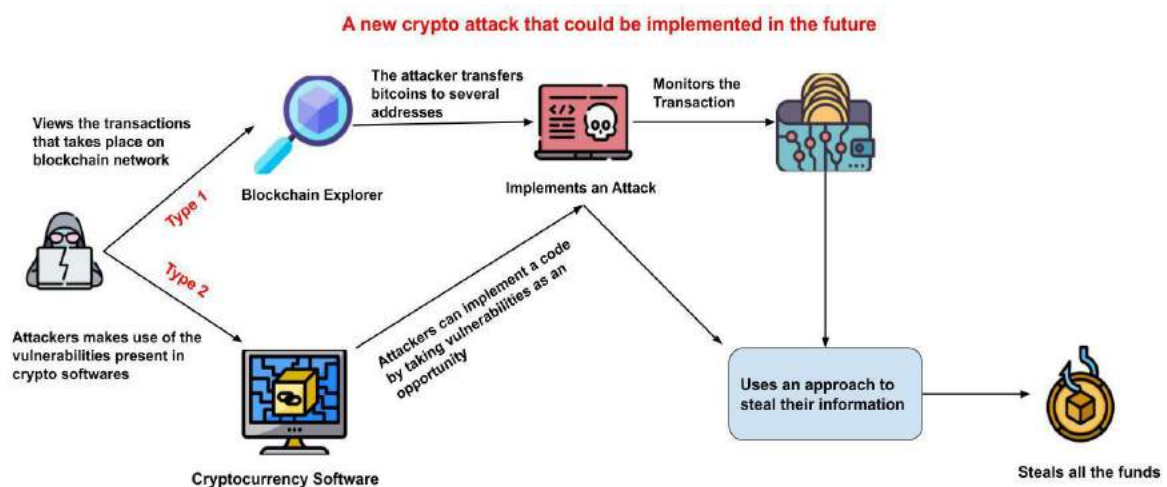 A new crypto attack that could be implemented in the future
The attacker transfers
bitcoins to several
addresses
Monitors the
Transaction
Views the transactions
that takes place on
blockchain network
</>
Blockchain Explorer
Implements an Attack
Type 1
Type 2
Attackers can implement a code
by taking vulnerabilities as an
opportunity
Attackers makes use of the
vulnerabilities present in
crypto softwares
Uses an approach to
steal their information
Cryptocurrency Software
Steals all the funds